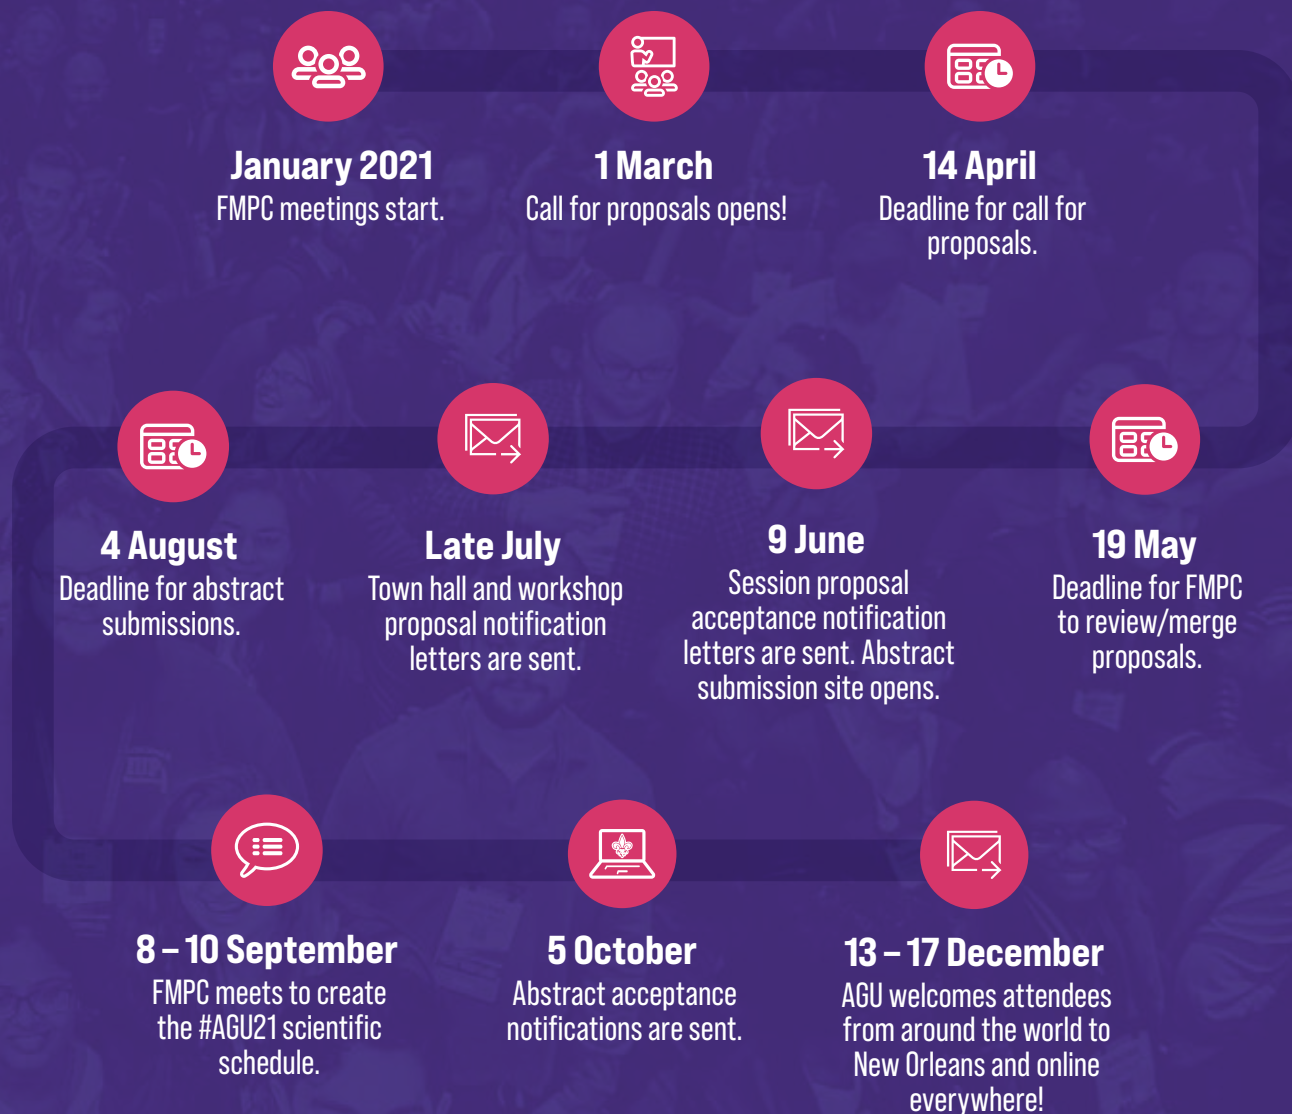 January 2021
FMPC meetings start.
1 March
Call for proposals opens!
14 April
Deadline for call for
proposals.
19 May
Deadline for FMPC
to review/merge
proposals.
9 June
Session proposal
acceptance notification
letters are sent. Abstract
submission site opens.
Late July
Town hall and workshop
proposal notification
letters are sent.
4 August
Deadline for abstract
submissions.
8 – 10 September
FMPC meets to create
the #AGU21 scientific
schedule.
5 October
Abstract acceptance
notifications are sent.
13 – 17 December
AGU welcomes attendees
from around the world to
New Orleans and online
everywhere!